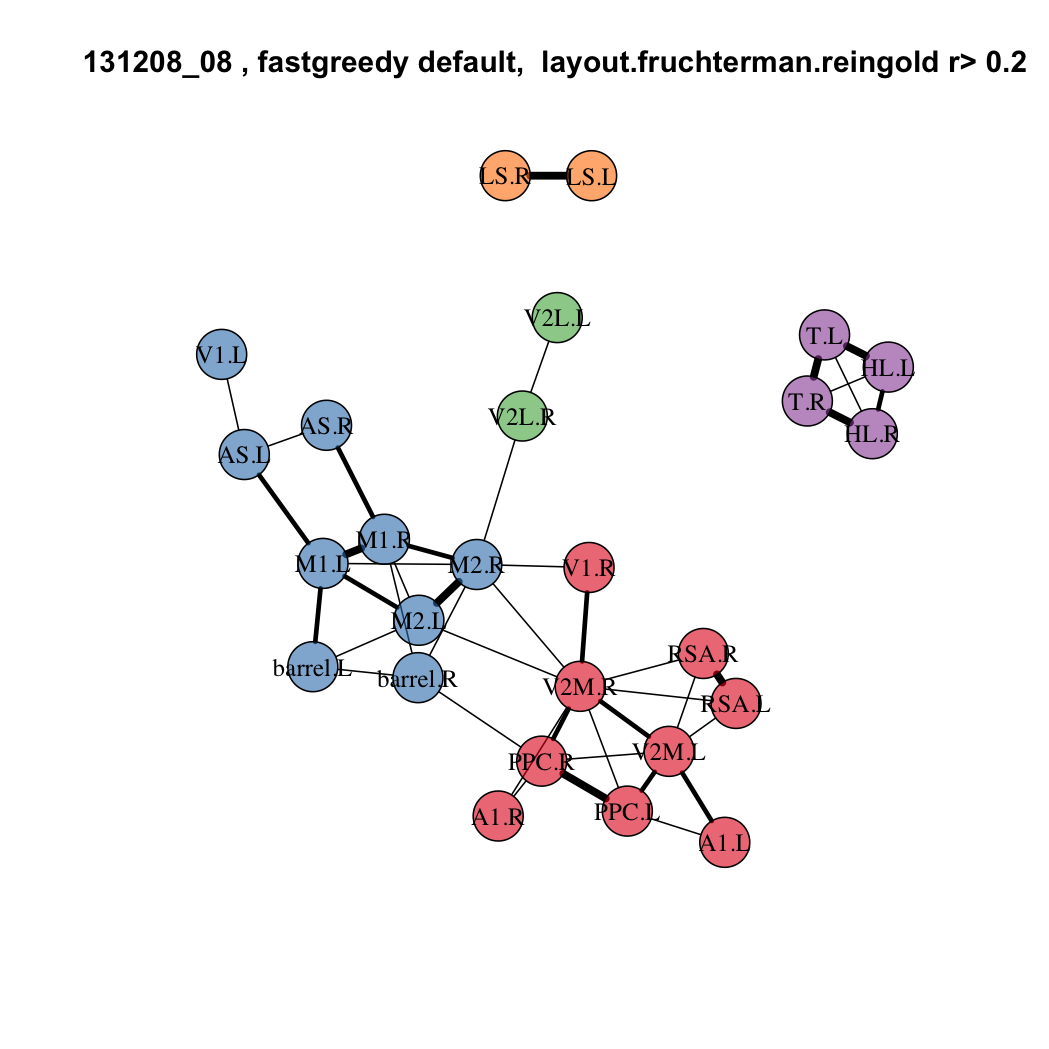 131208_08 , fastgreedy default,  layout.fruchterman.reingold r> 0.2
LS.R
LS.L
V2L.L
T.L
V1.L
HL.L
T.R
V2L.R
AS.R
HL.R
AS.L
M1.R
M1.L
M2.R
V1.R
M2.L
RSA.R
barrel.L
barrel.R
V2M.R
RSA.L
V2M.L
PPC.R
PPC.L
A1.R
A1.L